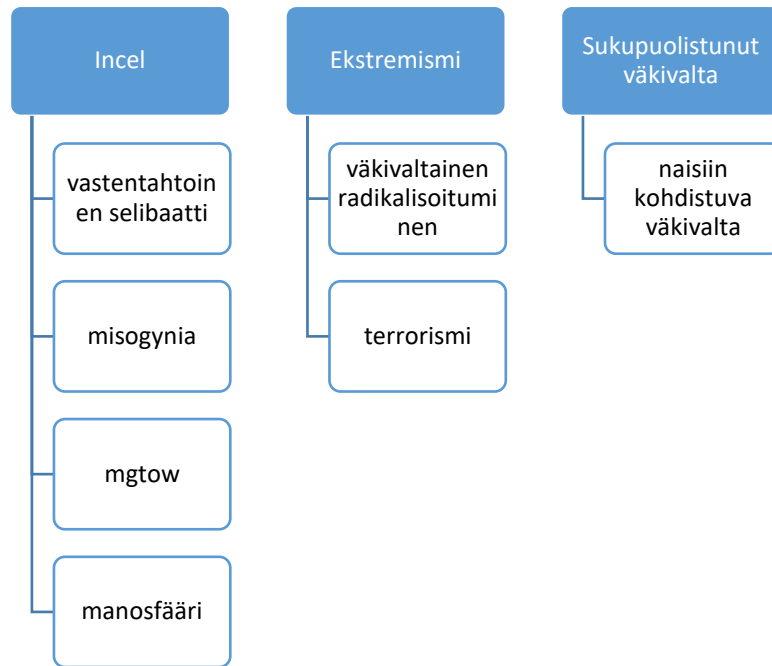 Incel
vastentahtoin
en selibaatti
misogynia
mgtow
manosfääri
Ekstremismi
väkivaltainen
radikalisoitumi
nen
terrorismi
Sukupuolistunut
väkivalta
naisiin
kohdistuva
väkivalta